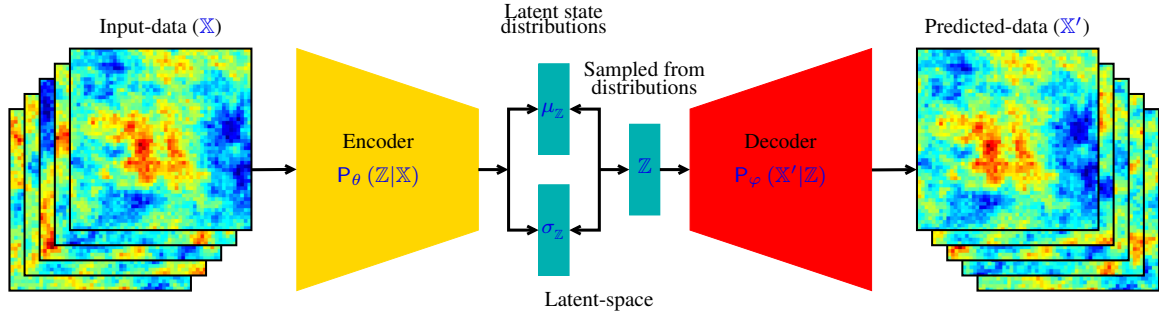 Input-data (𝕏)
Latent state
distributions
Predicted-data (𝕏′)
Sampled from
distributions
μ_ℤ
Encoder
P_θ (ℤ|𝕏)
ℤ
Decoder
P_φ (𝕏′|ℤ)
σ_ℤ
Latent-space